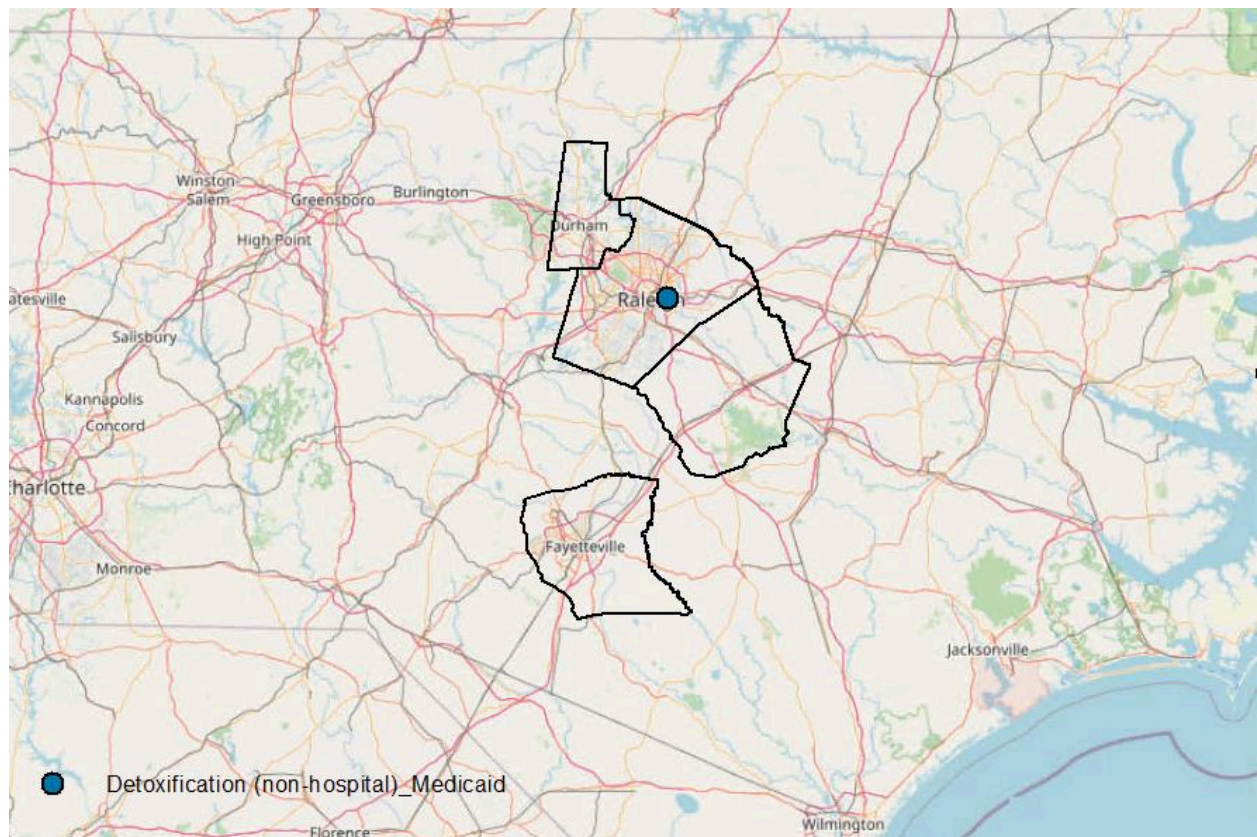 Winston-
Salem
Greensboro
Burlington
Durham
High Point
Raleigh
atesville
Salisbury
Kannapolis
Concord
Charlotte
Fayetteville
Monroe
Jacksonville
Detoxification (non-hospital)_Medicaid
Wilmington
Florence